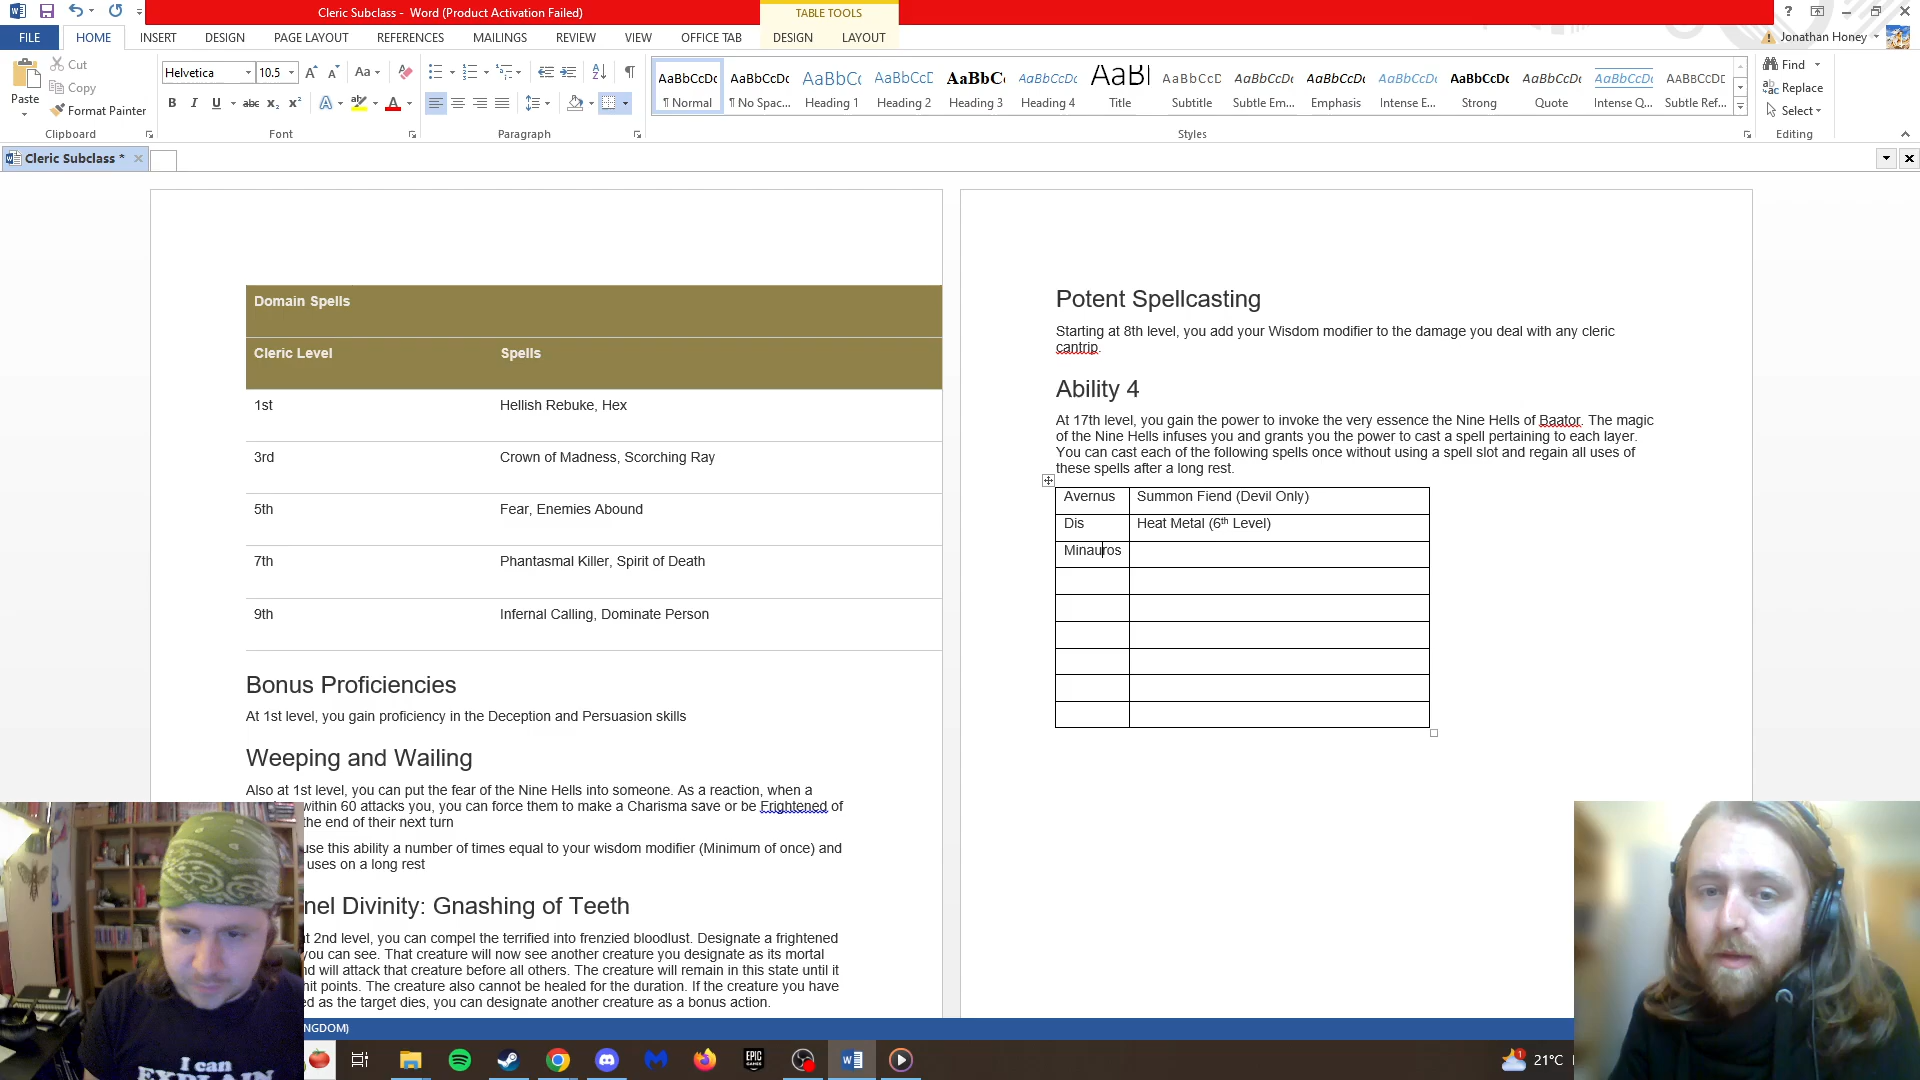 Cleric Subclass - Word (Product Activation Failed)
TABLE TOOLS
FILE
HOME
INSERT
DESIGN
PAGE LAYOUT
REFERENCES
MAILINGS
REVIEW
VIEW
OFFICE TAB
DESIGN
LAYOUT
Jonathan Honey
Paste
Cut
Copy
Format Painter
Clipboard
Helvetica
10.5
Font
Paragraph
AaBbCcDc
¶ Normal
AaBbCcDc
¶ No Spac...
AaBbCc
Heading 1
AaBbCcD
Heading 2
AaBbCc
Heading 3
AaBbCcDc
Heading 4
AaBl
Title
AaBbCcD
Subtitle
AaBbCcDc
Subtle Em...
AaBbCcDc
Emphasis
AaBbCcDc
Intense E...
AaBbCcDc
Strong
AaBbCcDc
Quote
AaBbCcDc
Intense Q...
AABBCCDE
Subtle Ref...
Styles
Find
Replace
Select
Editing
Cleric Subclass *
Domain Spells
Cleric Level Spells
1st Hellish Rebuke, Hex
3rd Crown of Madness, Scorching Ray
5th Fear, Enemies Abound
7th Phantasmal Killer, Spirit of Death
9th Infernal Calling, Dominate Person
Bonus Proficiencies
At 1st level, you gain proficiency in the Deception and Persuasion skills
Weeping and Wailing
Also at 1st level, you can put the fear of the Nine Hells into someone. As a reaction, when a
within 60 attacks you, you can force them to make a Charisma save or be Frightened of
the end of their next turn
use this ability a number of times equal to your wisdom modifier (Minimum of once) and
uses on a long rest
nel Divinity: Gnashing of Teeth
t 2nd level, you can compel the terrified into frenzied bloodlust. Designate a frightened
you can see. That creature will now see another creature you designate as its mortal
nd will attack that creature before all others. The creature will remain in this state until it
hit points. The creature also cannot be healed for the duration. If the creature you have
ed as the target dies, you can designate another creature as a bonus action.
Potent Spellcasting
Starting at 8th level, you add your Wisdom modifier to the damage you deal with any cleric
cantrip.
Ability 4
At 17th level, you gain the power to invoke the very essence the Nine Hells of Baator. The magic
of the Nine Hells infuses you and grants you the power to cast a spell pertaining to each layer.
You can cast each of the following spells once without using a spell slot and regain all uses of
these spells after a long rest.
Avernus Summon Fiend (Devil Only)
Dis Heat Metal (6th Level)
Minauros
NGDOM)
I can
EXPLAIN
EPIC
GAMES
21°C